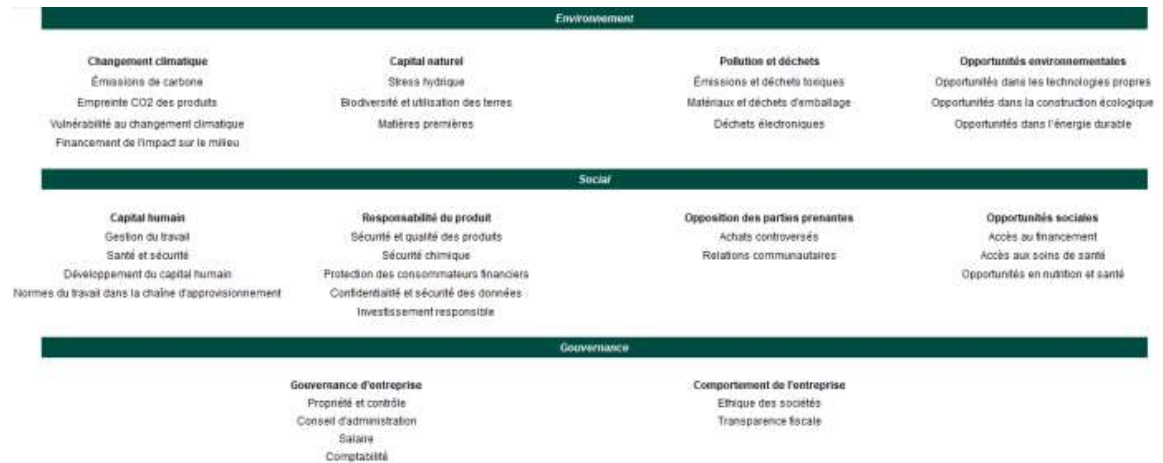 Environnement
Changement climatique
Émissions de carbone
Empreinte CO2 des produits
Vulnérabilité au changement climatique
Financement de l'impact sur le milieu
Capital naturel
Stress hydrique
Biodiversité et utilisation des terres
Matières premières
Pollution et déchets
Émissions et déchets toxiques
Matériaux et déchets d'emballage
Déchets électroniques
Opportunités environnementales
Opportunités dans les technologies propres
Opportunités dans la construction écologique
Opportunités dans l'énergie durable
Social
Capital humain
Gestion du travail
Santé et sécurité
Développement du capital humain
Normes du travail dans la chaîne d'approvisionnement
Responsabilité du produit
Sécurité et qualité des produits
Sécurité chimique
Protection des consommateurs financiers
Confidentialité et sécurité des données
Investissement responsable
Opposition des parties prenantes
Achats controversés
Relations communautaires
Opportunités sociales
Accès au financement
Accès aux soins de santé
Opportunités en nutrition et santé
Gouvernance
Gouvernance d'entreprise
Propriété et contrôle
Conseil d'administration
Salaire
Comptabilité
Comportement de l'entreprise
Ethique des sociétés
Transparence fiscale